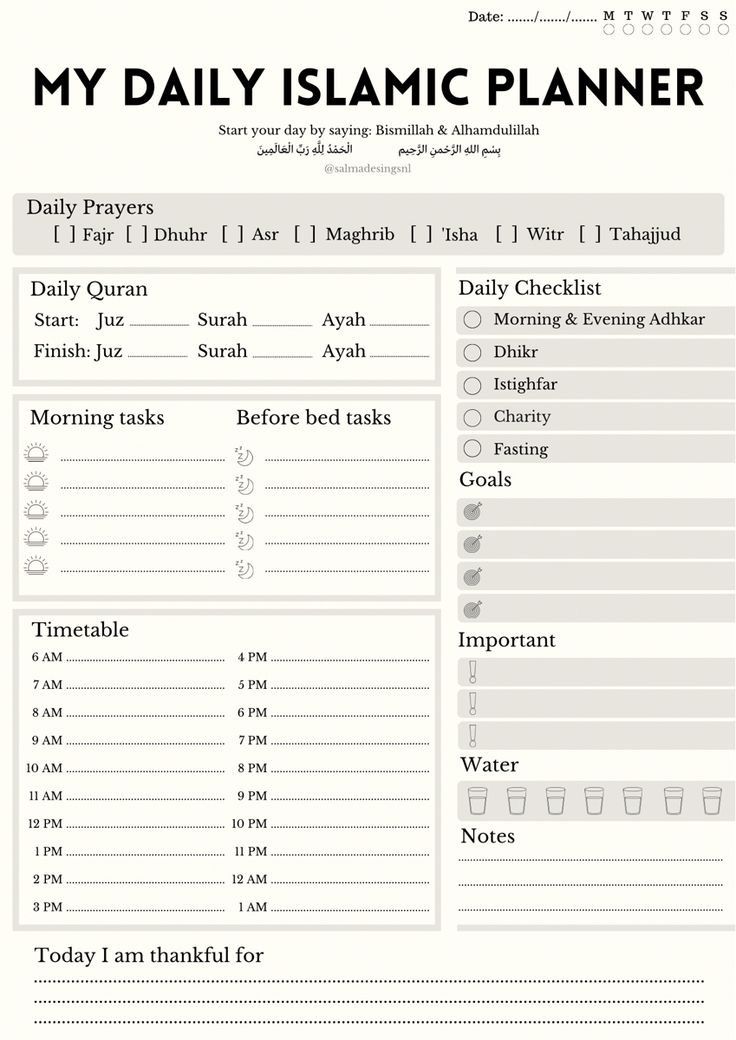 Date: ......./......./....... M T W T F S S
MY DAILY ISLAMIC PLANNER
Start your day by saying: Bismillah & Alhamdulillah
بِسْمِ اللهِ الرَّحْمنِ الرَّحِيم الْحَمْدُ لِلَّهِ رَبِّ الْعَالَمِينَ
@salmadesingsnl
Daily Prayers
[ ] Fajr [ ] Dhuhr [ ] Asr [ ] Maghrib [ ] 'Isha [ ] Witr [ ] Tahajjud
Daily Quran
Start: Juz Surah Ayah
Finish: Juz Surah Ayah
Morning tasks Before bed tasks
Timetable
6 AM 4 PM
7 AM 5 PM
8 AM 6 PM
9 AM 7 PM
10 AM 8 PM
11 AM 9 PM
12 PM 10 PM
1 PM 11 PM
2 PM 12 AM
3 PM 1 AM
Daily Checklist
Morning & Evening Adhkar
Dhikr
Istighfar
Charity
Fasting
Goals
Important
Water
Notes
Today I am thankful for